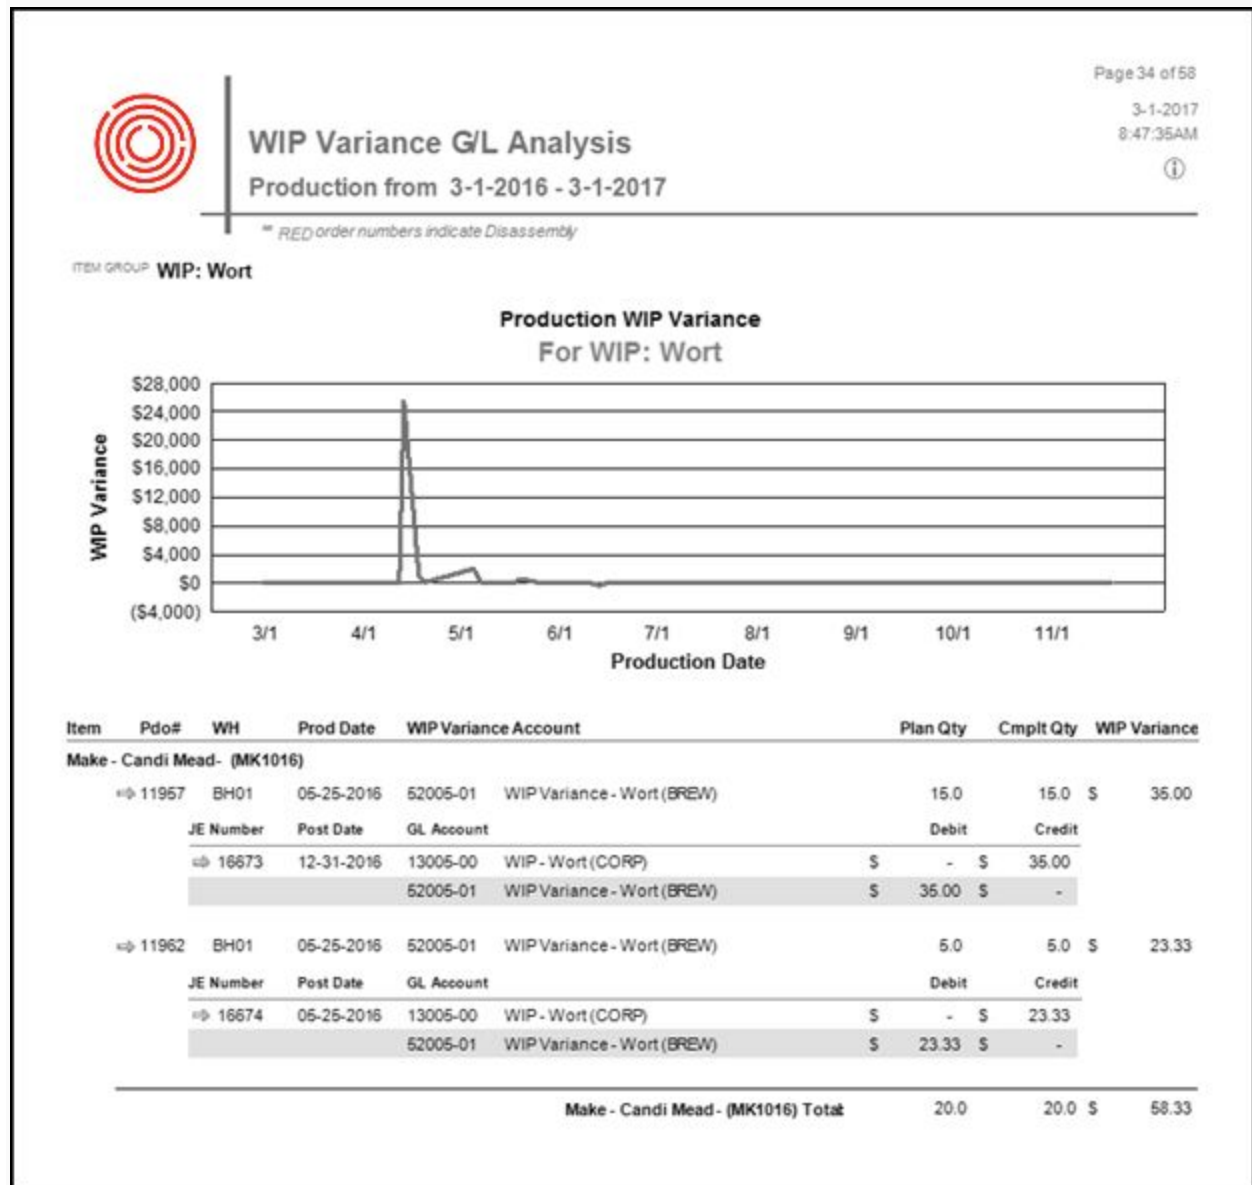 Page 34 of 58
3-1-2017
8:47:35AM
WIP Variance G/L Analysis
Production from 3-1-2016 - 3-1-2017
** RED order numbers indicate Disassembly
ITEM GROUP WIP: Wort
Production WIP Variance
For WIP: Wort
$28,000
$24,000
$20,000
$16,000
$12,000
$8,000
$4,000
$0
($4,000)
WIP Variance
3/1 4/1 5/1 6/1 7/1 8/1 9/1 10/1 11/1
Production Date
Item Pdo# WH Prod Date WIP Variance Account Plan Qty Cmplt Qty WIP Variance
Make - Candi Mead- (MK1016)
⇨ 11957 BH01 05-25-2016 52005-01 WIP Variance - Wort (BREW) 15.0 15.0 $ 35.00
JE Number Post Date GL Account Debit Credit
⇨ 16673 12-31-2016 13005-00 WIP - Wort (CORP) $ - $ 35.00
52005-01 WIP Variance - Wort (BREW) $ 35.00 $ -
⇨ 11962 BH01 05-25-2016 52005-01 WIP Variance - Wort (BREW) 5.0 5.0 $ 23.33
JE Number Post Date GL Account Debit Credit
⇨ 16674 05-25-2016 13005-00 WIP - Wort (CORP) $ - $ 23.33
52005-01 WIP Variance - Wort (BREW) $ 23.33 $ -
Make - Candi Mead - (MK1016) Total: 20.0 20.0 $ 58.33